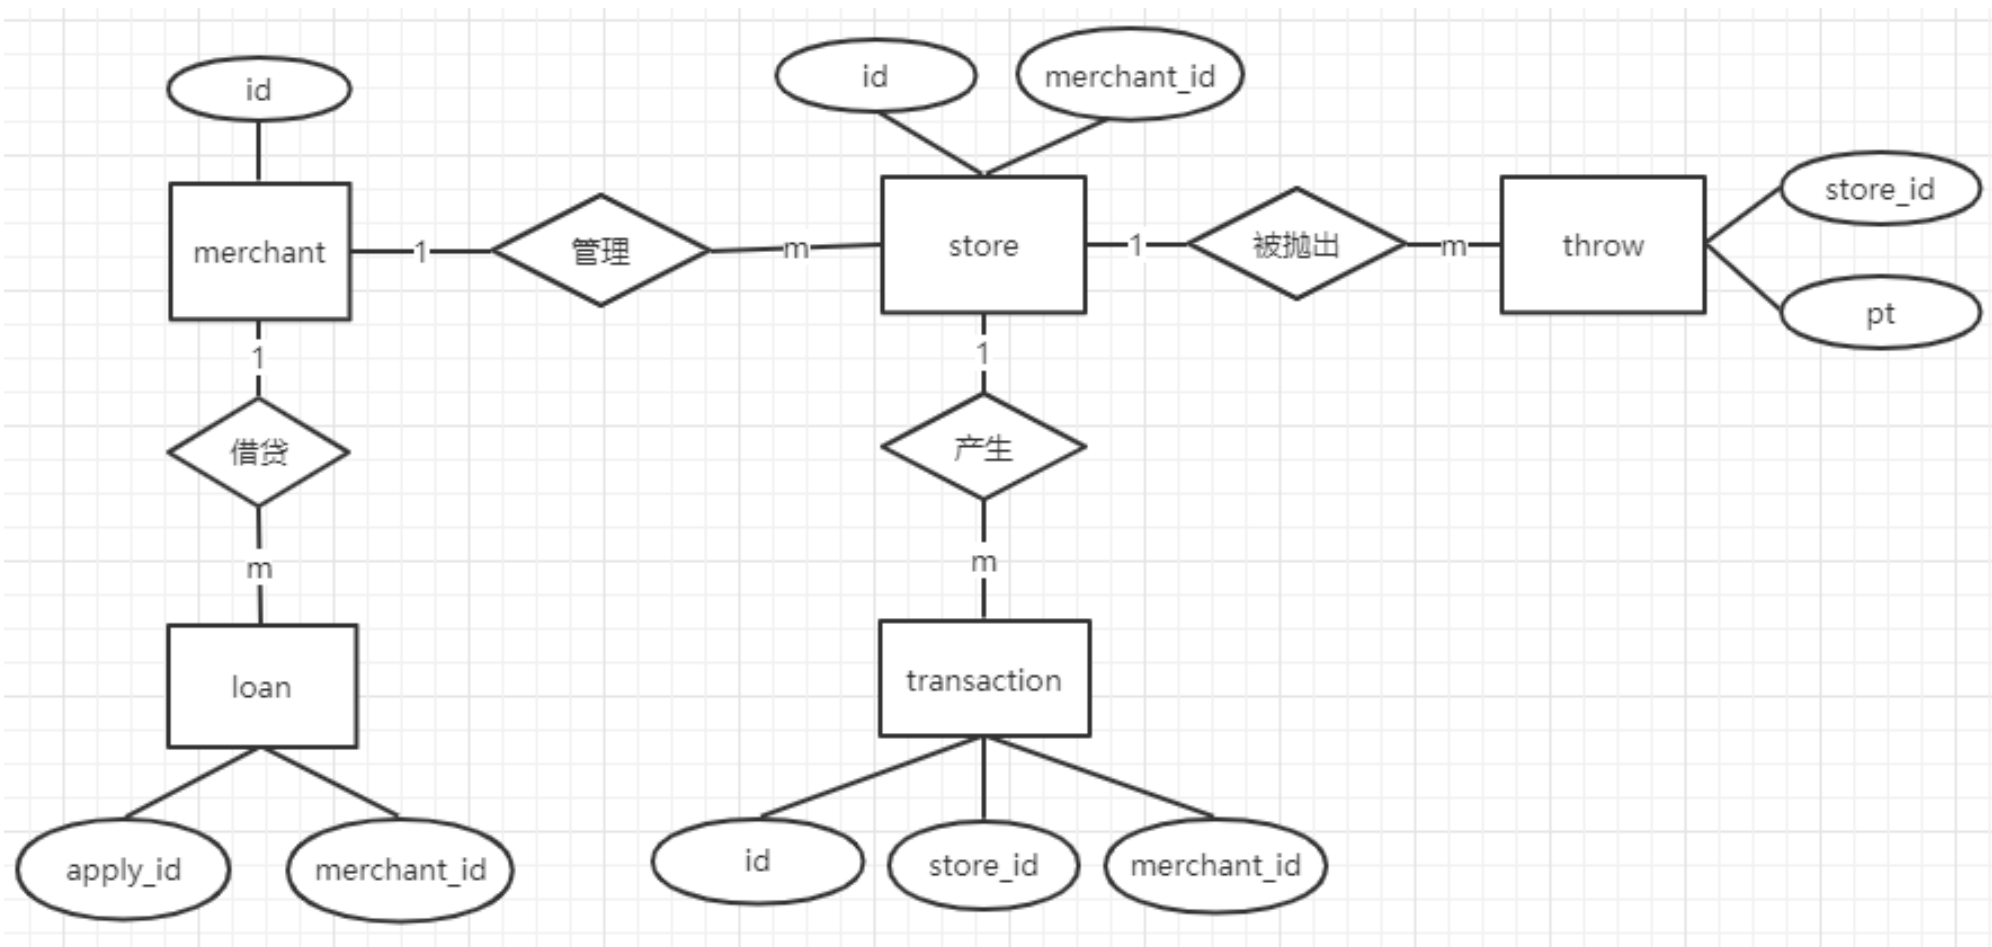 id
id
merchant_id
store_id
merchant
1
管理
m
store
1
被抛出
m
throw
pt
1
1
借贷
产生
m
m
loan
transaction
apply_id
merchant_id
id
store_id
merchant_id